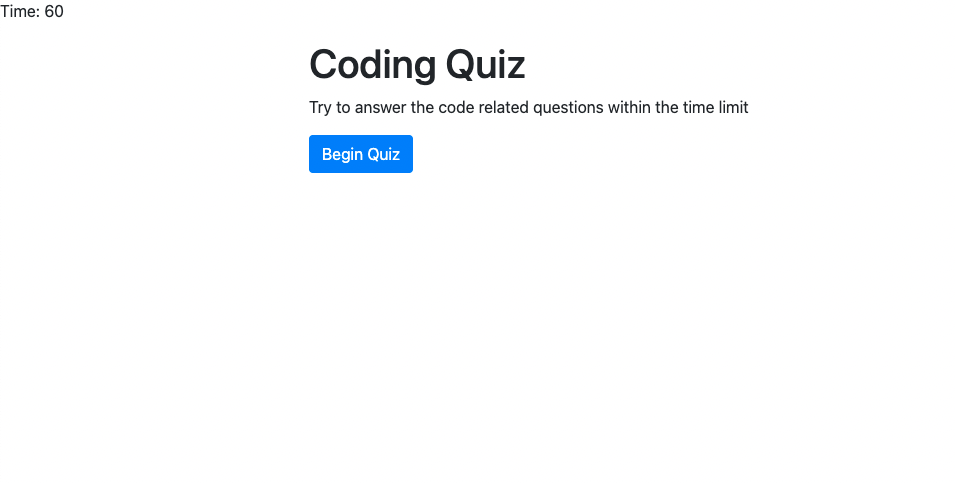 Time: 60
Coding Quiz
Try to answer the code related questions within the time limit
Begin Quiz